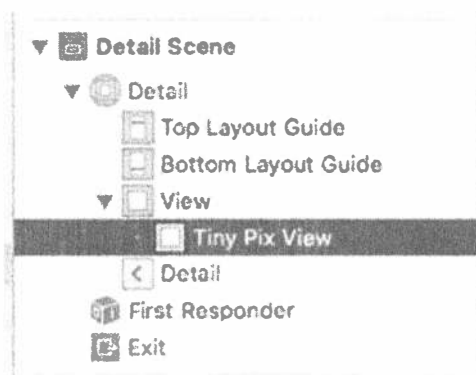 Detail Scene
Detail
Top Layout Guide
Bottom Layout Guide
View
Tiny Pix View
Detail
First Responder
Exit